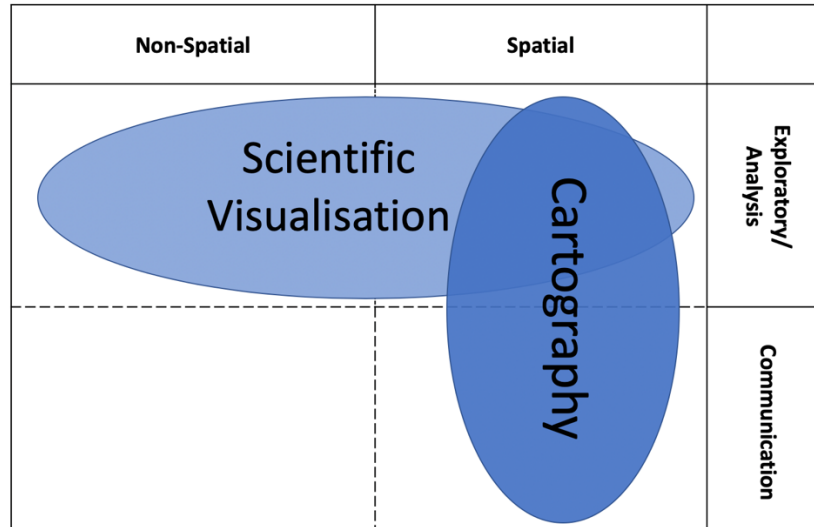 Non-Spatial
Spatial
Scientific
Visualisation
Cartography
Exploratory/
Analysis
Communication